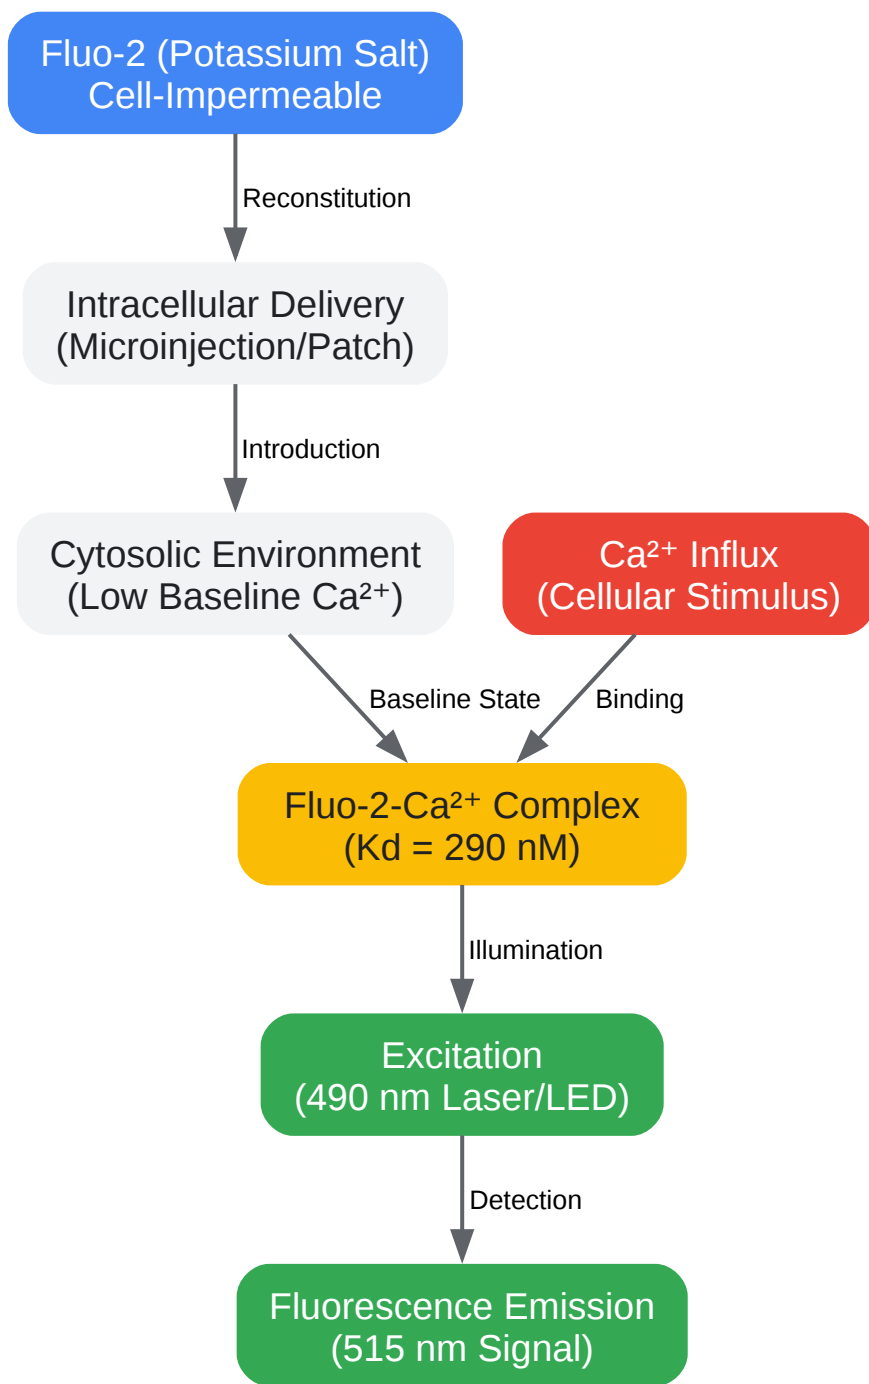 Fluo-2 (Potassium Salt)
Cell-Impermeable
Reconstitution
Intracellular Delivery
(Microinjection/Patch)
Introduction
Cytosolic Environment
(Low Baseline Ca²⁺)
Ca²⁺ Influx
(Cellular Stimulus)
Baseline State
Binding
Fluo-2-Ca²⁺ Complex
(Kd = 290 nM)
Illumination
Excitation
(490 nm Laser/LED)
Detection
Fluorescence Emission
(515 nm Signal)